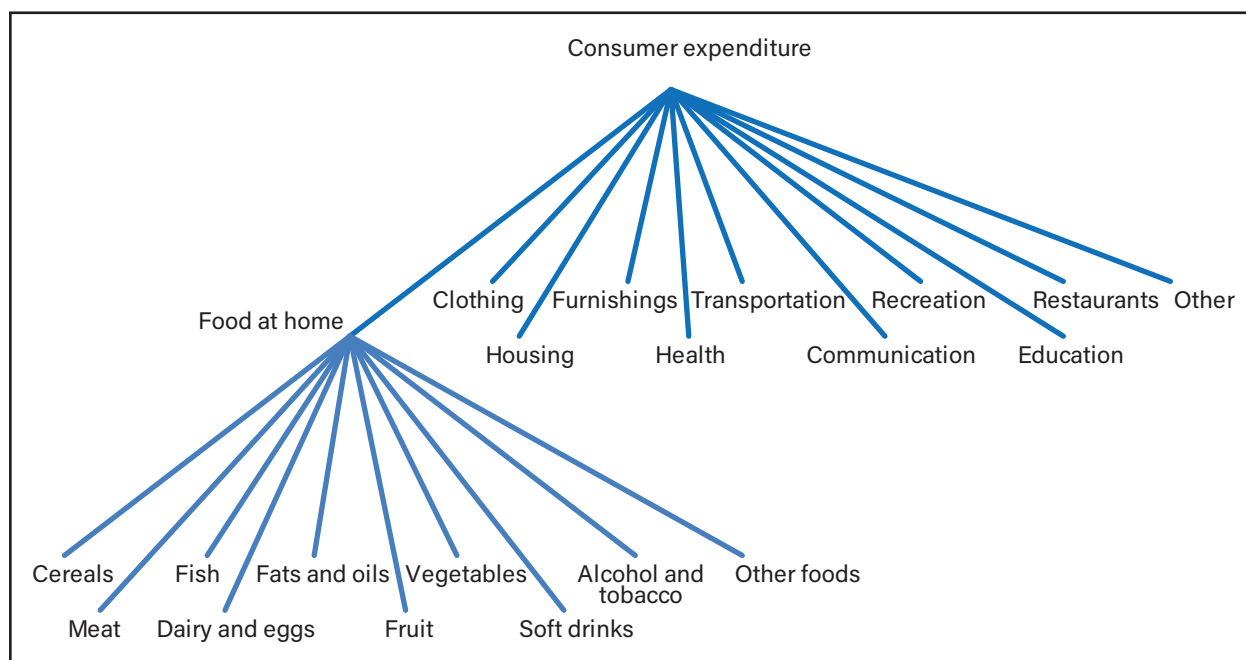 Consumer expenditure
Clothing Furnishings Transportation Recreation Restaurants Other
Food at home
Housing Health Communication Education
Cereals Fish Fats and oils Vegetables Alcohol and
tobacco
Other foods
Meat Dairy and eggs Fruit Soft drinks